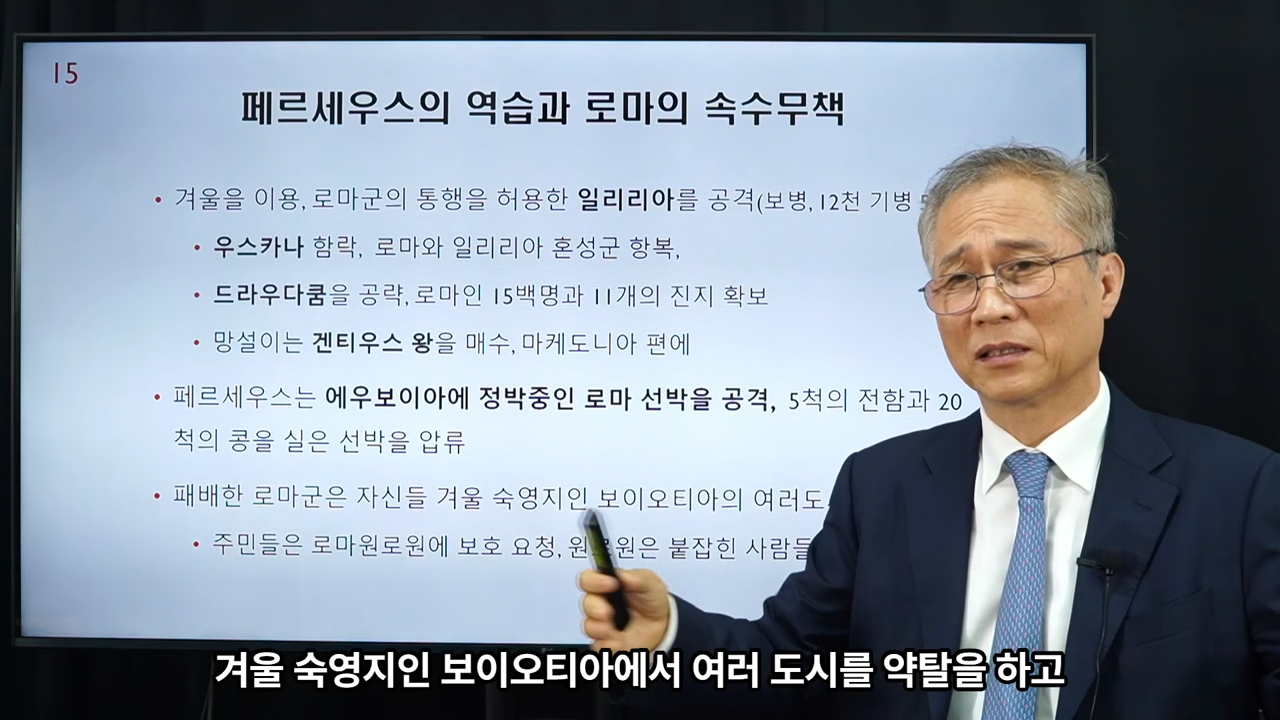 15
페르세우스의 역습과 로마의 속수무책
• 겨울을 이용, 로마군의 통행을 허용한 일리리아를 공격(보병, 12천 기병
• 우스카나 함락, 로마와 일리리아 혼성군 항복,
• 드라우다쿰을 공략, 로마인 15백명과 11개의 진지 확보
• 망설이는 겐티우스 왕을 매수, 마케도니아 편에
• 페르세우스는 에우보이아에 정박중인 로마 선박을 공격, 5척의 전함과 20
척의 콩을 실은 선박을 압류
• 패배한 로마군은 자신들 겨울 숙영지인 보이오티아의 여러도
• 주민들은 로마원로원에 보호 요청, 원로원은 붙잡힌 사람들
겨울 숙영지인 보이오티아에서 여러 도시를 약탈을 하고